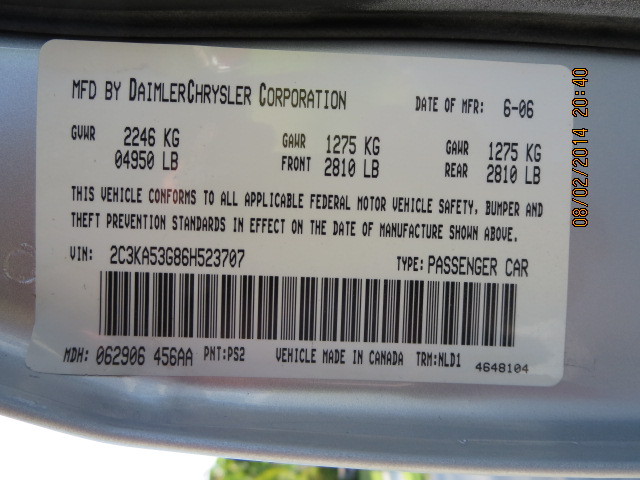 MFD BY DAIMLERCHRYSLER CORPORATION DATE OF MFR: 6-06
GVWR 2246 KG GAWR 1275 KG GAWR 1275 KG
04950 LB FRONT 2810 LB REAR 2810 LB
THIS VEHICLE CONFORMS TO ALL APPLICABLE FEDERAL MOTOR VEHICLE SAFETY, BUMPER AND
THEFT PREVENTION STANDARDS IN EFFECT ON THE DATE OF MANUFACTURE SHOWN ABOVE.
VIN: 2C3KA53G86H523707 TYPE: PASSENGER CAR
MDH: 062906 456AA PNT:PS2 VEHICLE MADE IN CANADA TRM:NLD1
4648104
08/02/2014 20:40